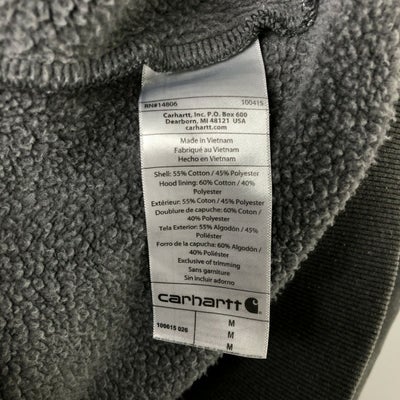 RN#14806 100415
Carhartt, Inc. P.O. Box 600
Dearborn, MI 48121 USA
carhartt.com
Made in Vietnam
Fabriqué au Vietnam
Hecho en Vietnam
Shell: 55% Cotton / 45% Polyester
Hood lining: 60% Cotton / 40%
Polyester
Extérieur: 55% Coton / 45% Polyester
Doublure de capuche: 60% Coton /
40% Polyester
Tela Exterior: 55% Algodón / 45%
Poliéster
Forro de la capucha: 60% Algodón
/ 40% Poliéster
Exclusive of trimming
Sans garniture
Sin incluir adorno
carhartt
100615 026 M
M
M